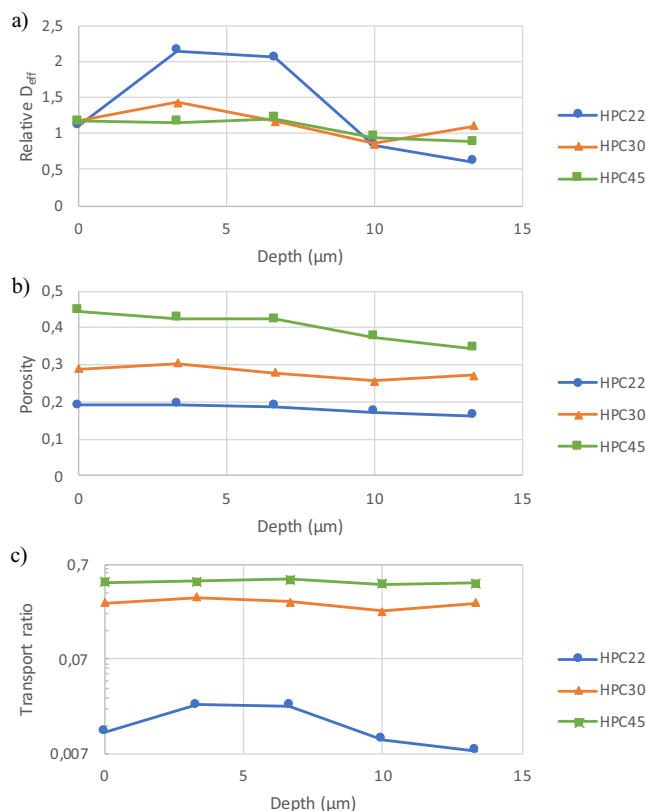 a)
2,5
2
1,5
1
0,5
0
Relative Deff
0 5 10 15
Depth (μm)
HPC22
HPC30
HPC45
b)
0,5
0,4
0,3
0,2
0,1
0
Porosity
0 5 10 15
Depth (μm)
HPC22
HPC30
HPC45
c)
0,7
0,07
0,007
Transport ratio
0 5 10 15
Depth (μm)
HPC22
HPC30
HPC45